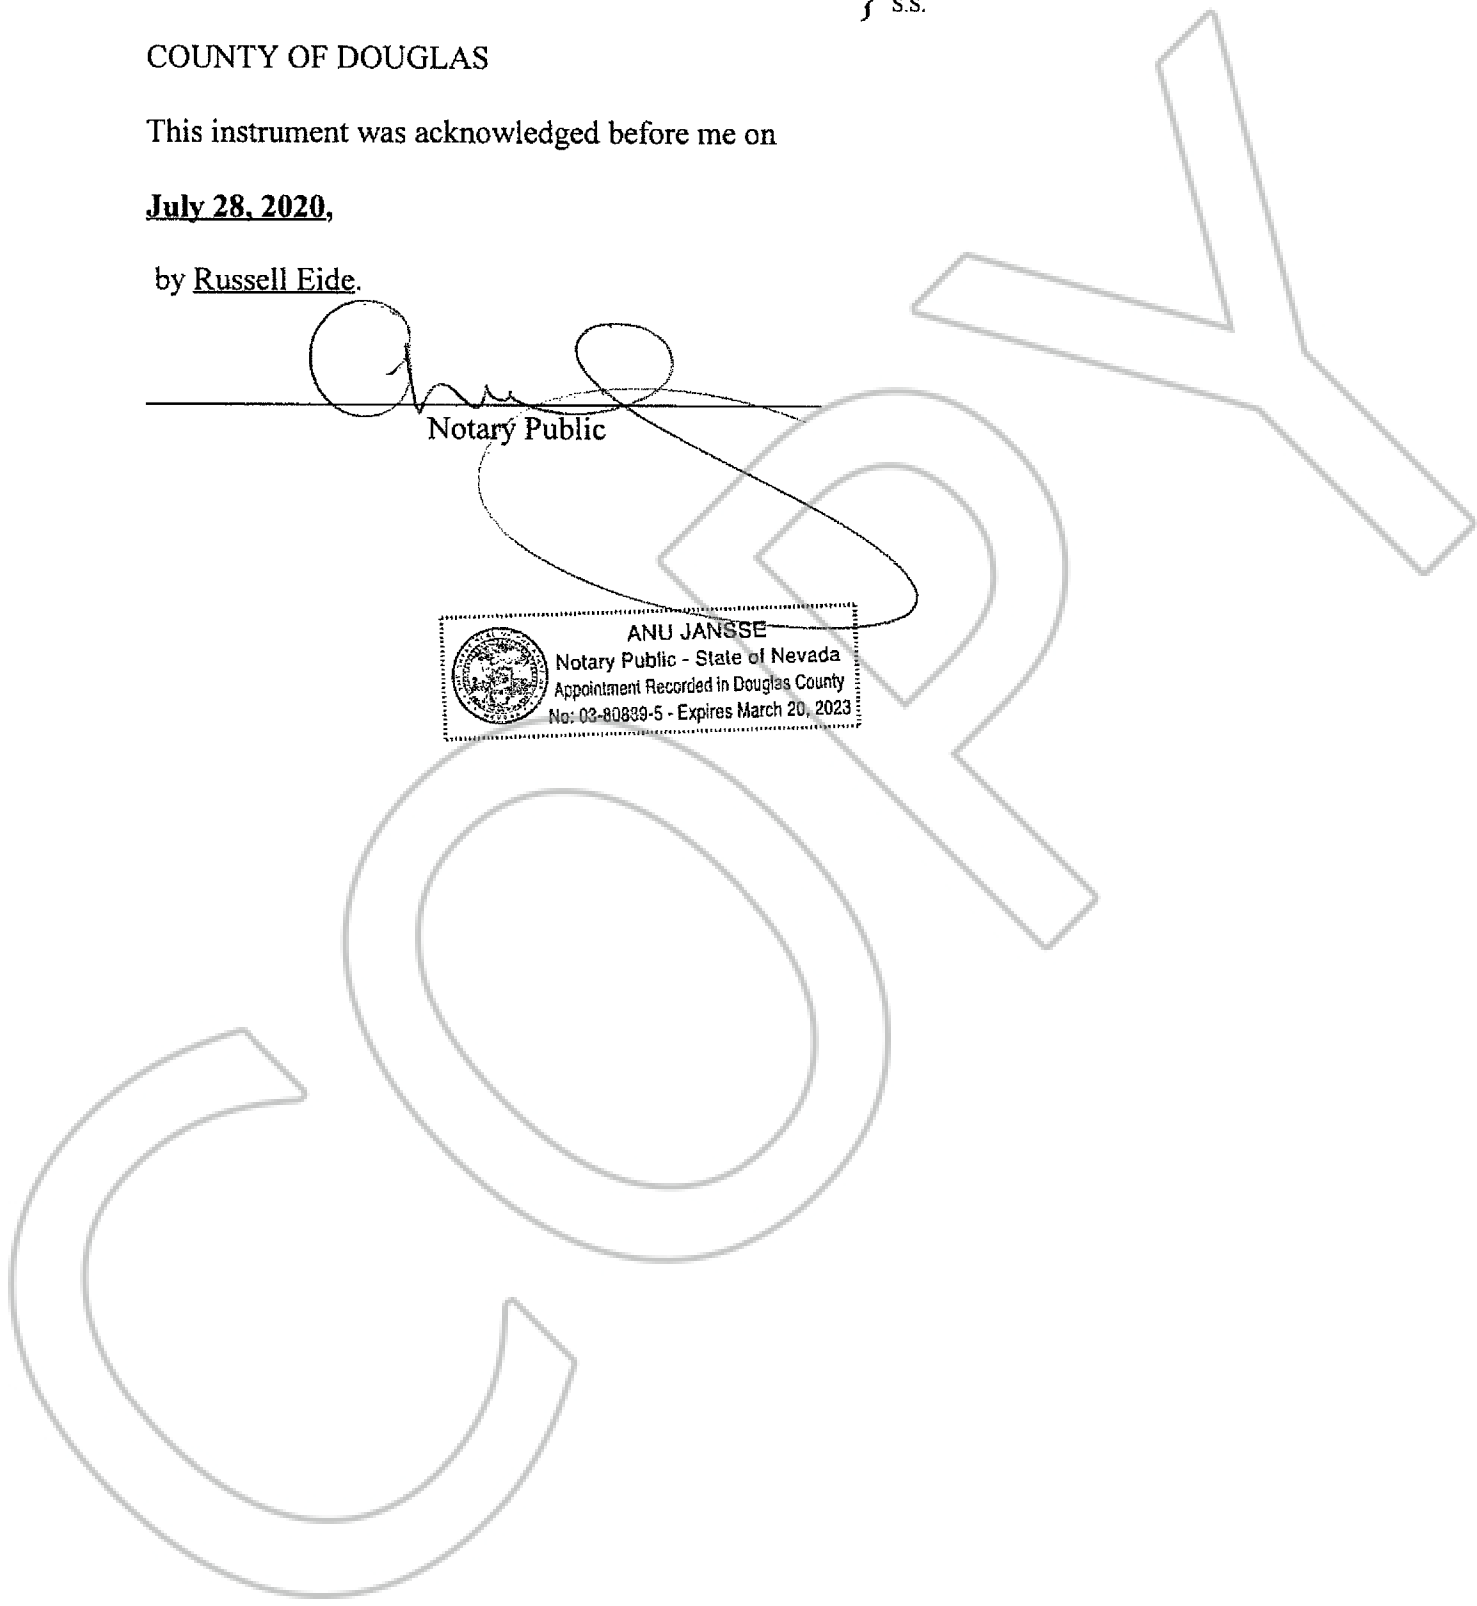 } s.s.
COUNTY OF DOUGLAS
This instrument was acknowledged before me on
July 28, 2020,
by Russell Eide.
Notary Public
ANU JANSSE
Notary Public - State of Nevada
Appointment Recorded in Douglas County
No: 03-80839-5 - Expires March 20, 2023
COPY